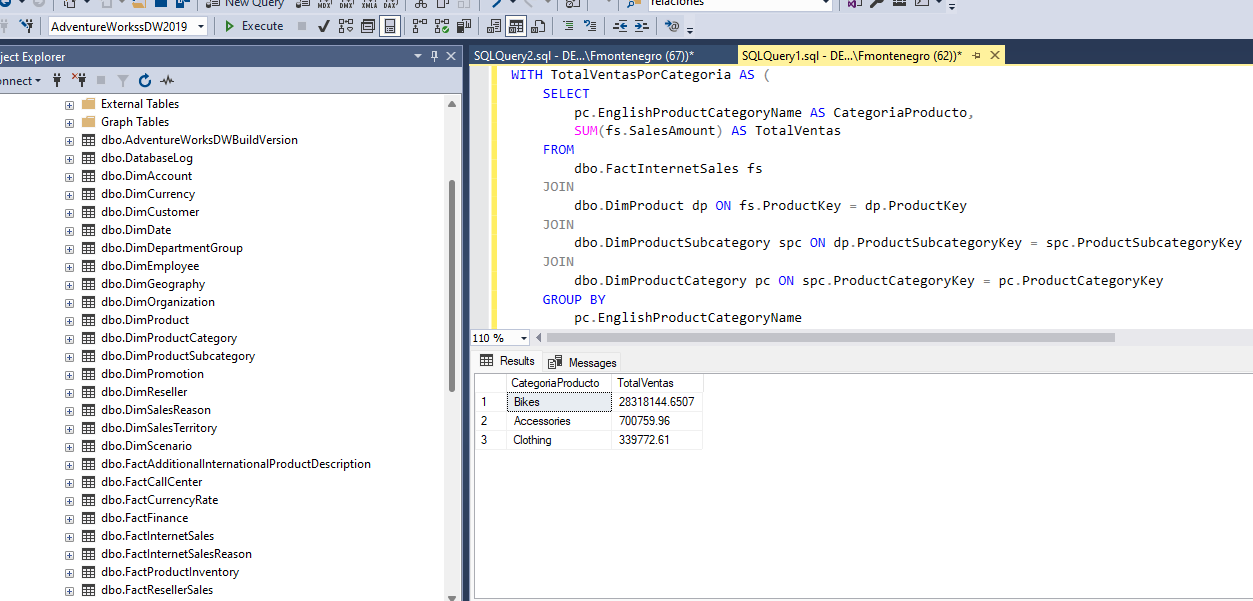 New Query
relaciones
AdventureWorkssDW2019
Execute
ject Explorer
onnect
External Tables
Graph Tables
dbo.AdventureWorksDWBuildVersion
dbo.DatabaseLog
dbo.DimAccount
dbo.DimCurrency
dbo.DimCustomer
dbo.DimDate
dbo.DimDepartmentGroup
dbo.DimEmployee
dbo.DimGeography
dbo.DimOrganization
dbo.DimProduct
dbo.DimProductCategory
dbo.DimProductSubcategory
dbo.DimPromotion
dbo.DimReseller
dbo.DimSalesReason
dbo.DimSalesTerritory
dbo.DimScenario
dbo.FactAdditionalInternationalProductDescription
dbo.FactCallCenter
dbo.FactCurrencyRate
dbo.FactFinance
dbo.FactInternetSales
dbo.FactInternetSalesReason
dbo.FactProductInventory
dbo.FactResellerSales
SQLQuery2.sql - DE...\Fmontenegro (67))*
SQLQuery1.sql - DE...\Fmontenegro (62))*
WITH TotalVentasPorCategoria AS (
SELECT
pc.EnglishProductCategoryName AS CategoriaProducto,
SUM(fs.SalesAmount) AS TotalVentas
FROM
dbo.FactInternetSales fs
JOIN
dbo.DimProduct dp ON fs.ProductKey = dp.ProductKey
JOIN
dbo.DimProductSubcategory spc ON dp.ProductSubcategoryKey = spc.ProductSubcategoryKey
JOIN
dbo.DimProductCategory pc ON spc.ProductCategoryKey = pc.ProductCategoryKey
GROUP BY
pc.EnglishProductCategoryName
110 %
Results Messages
CategoriaProducto TotalVentas
1 Bikes 28318144.6507
2 Accessories 700759.96
3 Clothing 339772.61